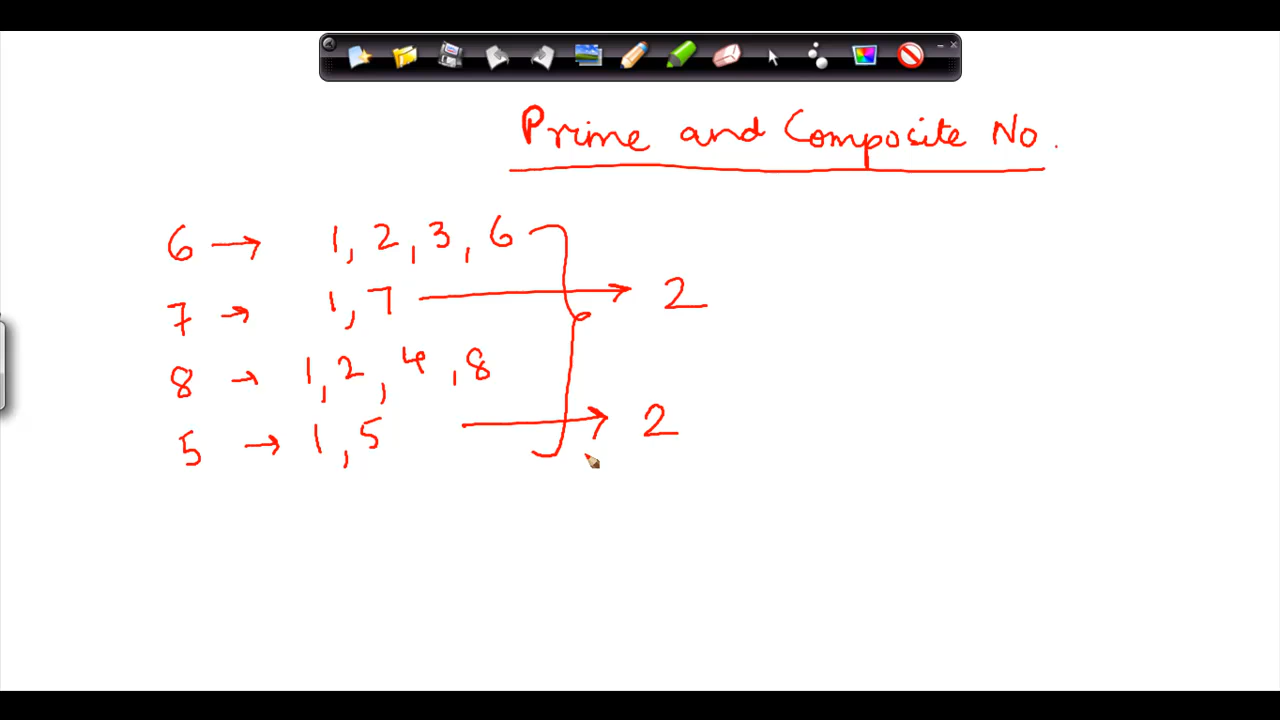 Prime and Composite No.
6 → 1, 2, 3, 6
7 → 1, 7 → 2
8 → 1, 2, 4, 8
5 → 1, 5 → 2